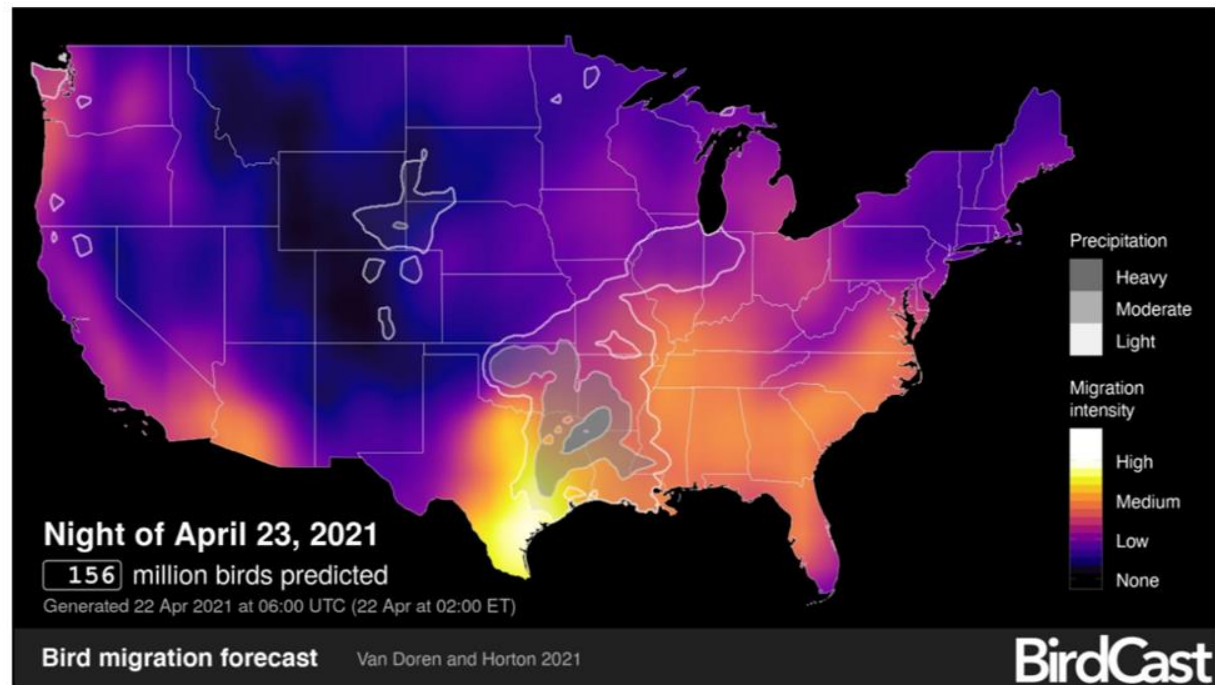 Precipitation
Heavy
Moderate
Light
Migration
intensity
High
Medium
Low
None
Night of April 23, 2021
156 million birds predicted
Generated 22 Apr 2021 at 06:00 UTC (22 Apr at 02:00 ET)
Bird migration forecast Van Doren and Horton 2021
BirdCast